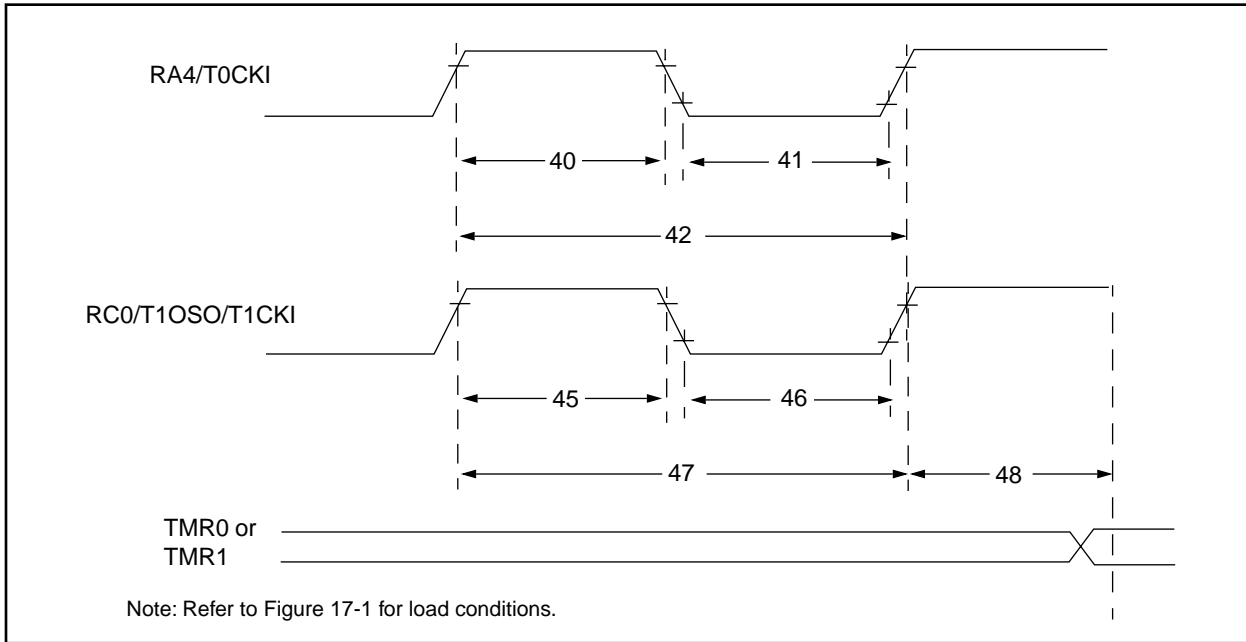 RA4/T0CKI
40
41
42
RC0/T1OSO/T1CKI
45
46
47
48
TMR0 or
TMR1
Note: Refer to Figure 17-1 for load conditions.